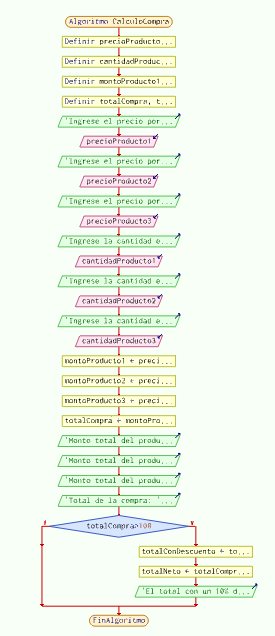 Algoritmo CalculoCompra
Definir precioProducto...
Definir cantidadProduc...
Definir montoProducto1...
Definir totalCompra, t...
'Ingrese el precio por...
precioProducto1
'Ingrese el precio por...
precioProducto2
'Ingrese el precio por...
precioProducto3
'Ingrese la cantidad e...
cantidadProducto1
'Ingrese la cantidad e...
cantidadProducto2
'Ingrese la cantidad e...
cantidadProducto3
montoProducto1 ← preci...
montoProducto2 ← preci...
montoProducto3 ← preci...
totalCompra ← montoPro...
'Monto total del produ...
'Monto total del produ...
'Monto total del produ...
'Total de la compra: '...
totalCompra>100
F V
totalConDescuento ← to...
totalNeto ← totalCompr...
'El total con un 10% d...
FinAlgoritmo